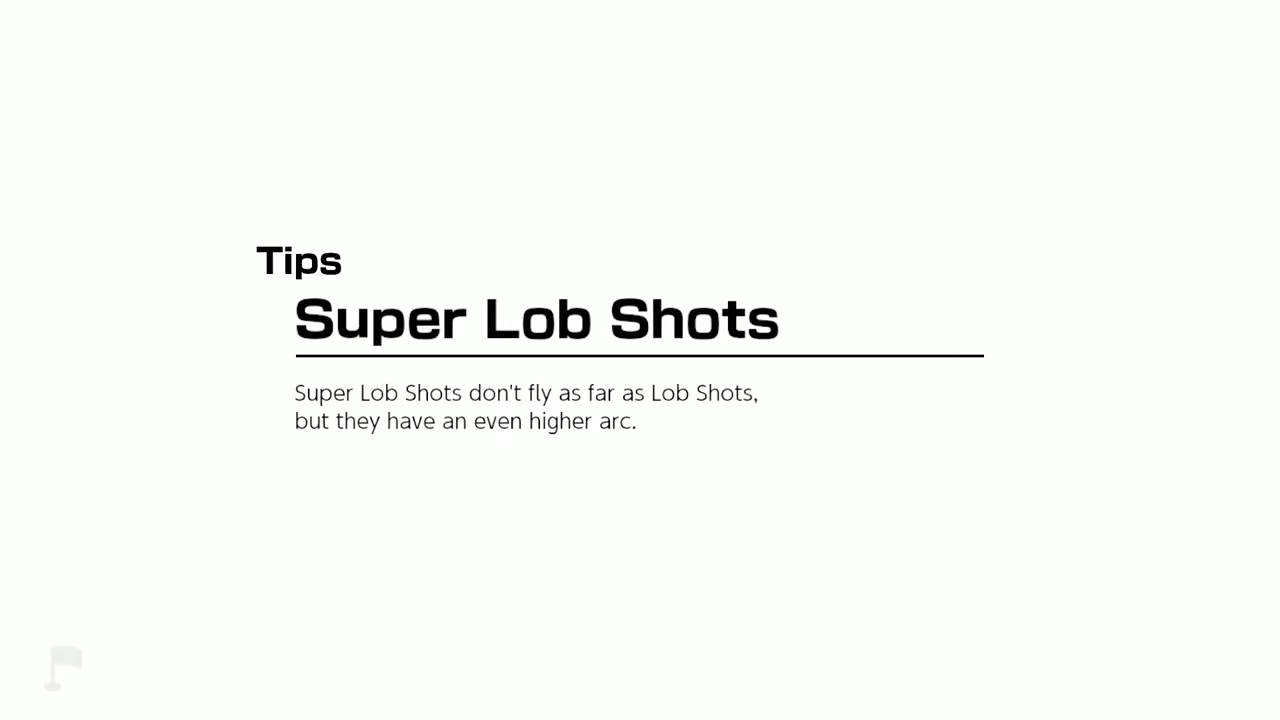 Tips
Super Lob Shots
Super Lob Shots don't fly as far as Lob Shots,
but they have an even higher arc.